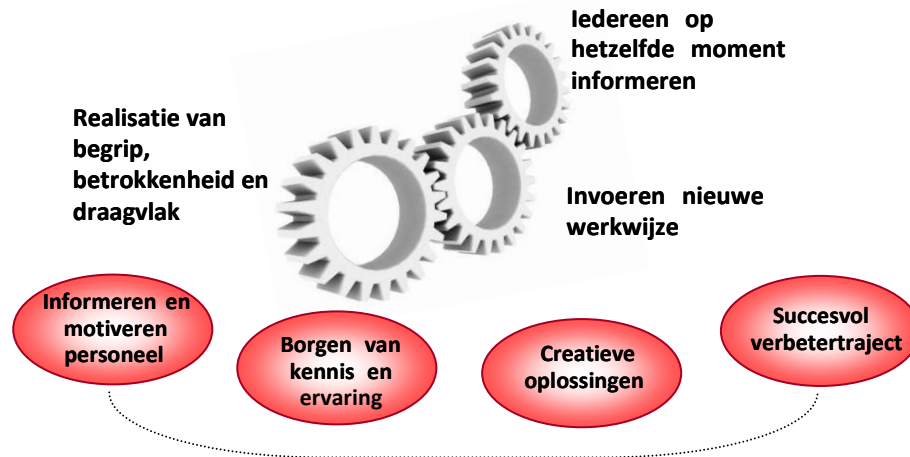 Iedereen op
hetzelfde moment
informeren
Realisatie van
begrip,
betrokkenheid en
draagvlak
Invoeren nieuwe
werkwijze
Informeren en
motiveren
personeel
Borgen van
kennis en
ervaring
Creatieve
oplossingen
Succesvol
verbetertraject